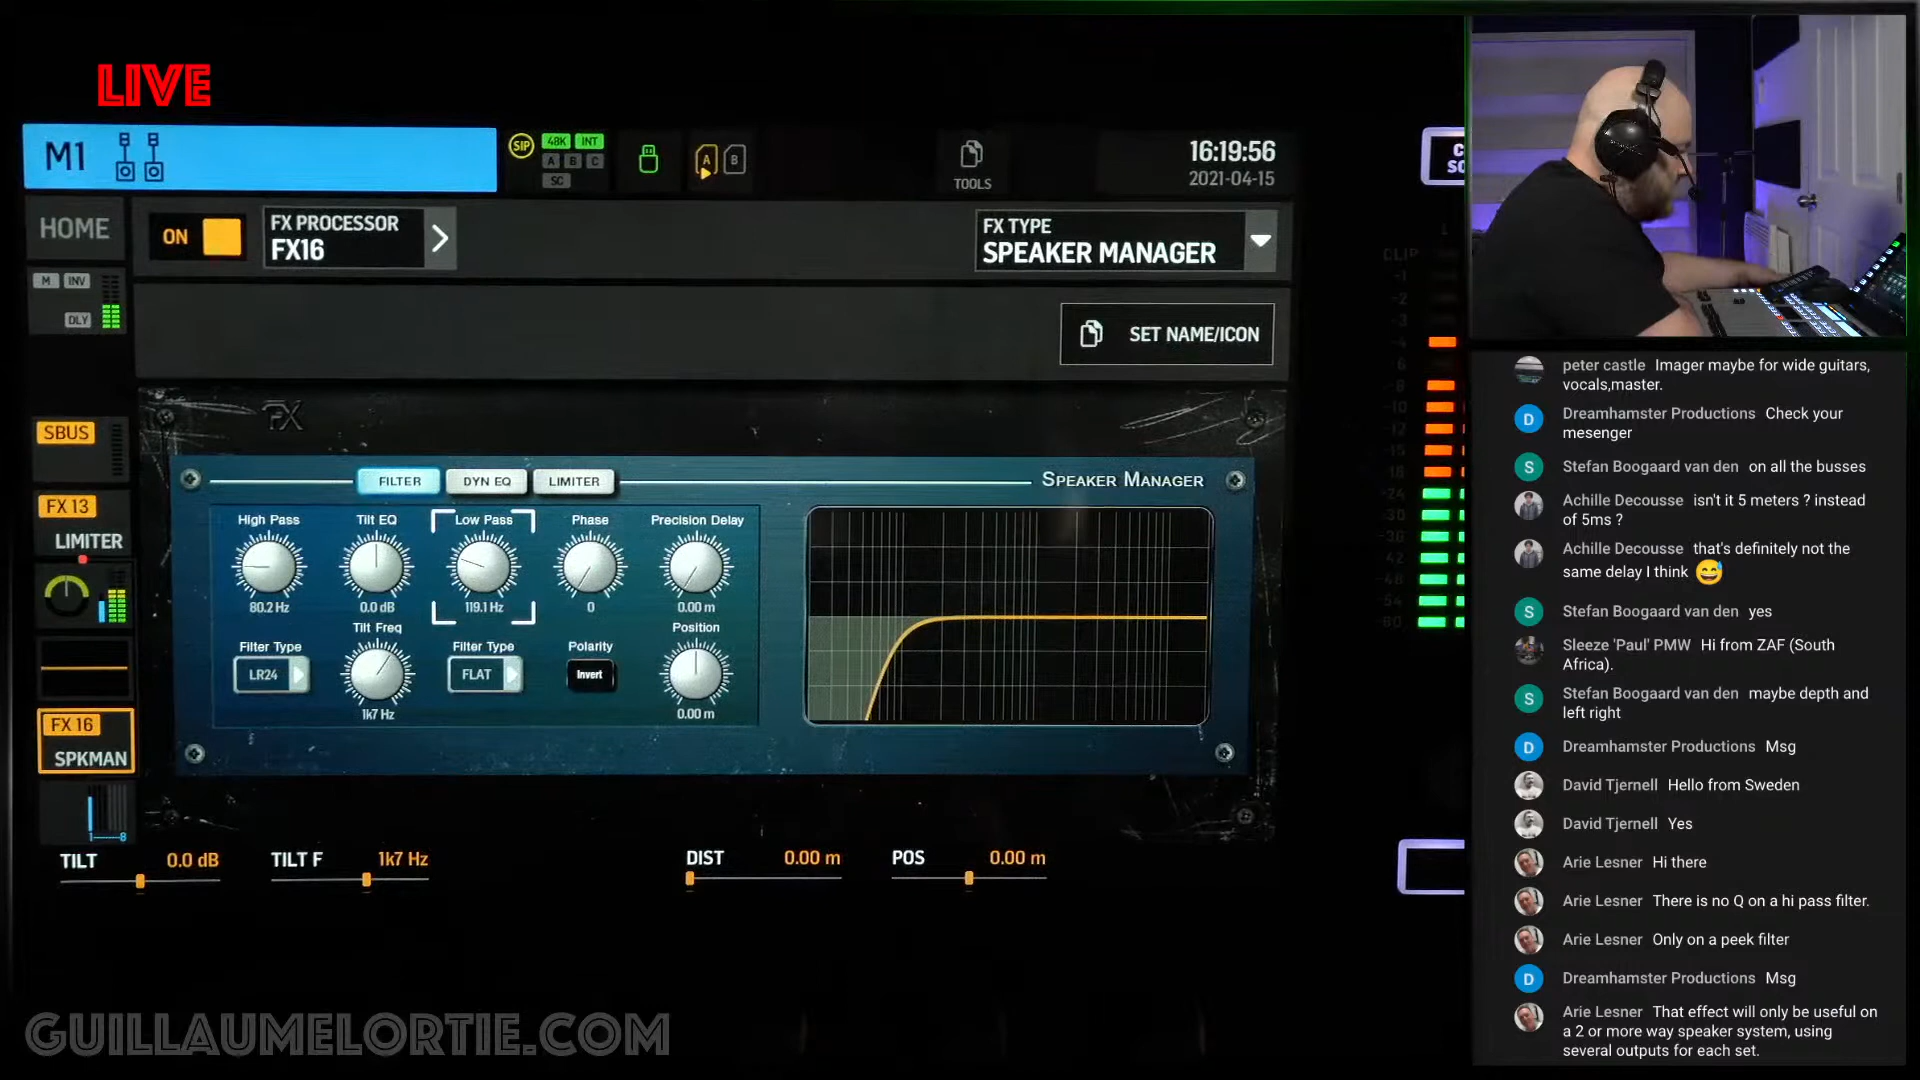 LIVE
M1
SIP
48K INT
A B C
SC
A B
TOOLS
16:19:56
2021-04-15
HOME
ON
FX PROCESSOR
FX16
FX TYPE
SPEAKER MANAGER
M INV
DLY
SET NAME/ICON
FX
SBUS
FX 13
LIMITER
FX 16
SPKMAN
1 8
FILTER DYN EQ LIMITER
SPEAKER MANAGER
High Pass Tilt EQ Low Pass Phase Precision Delay
80.2 Hz 0.0 dB 119.1 Hz 0 0.00 m
Tilt Freq Position
Filter Type Filter Type Polarity
LR24 FLAT Invert
1k7 Hz 0.00 m
TILT 0.0 dB TILT F 1k7 Hz DIST 0.00 m POS 0.00 m
GUILLAUMELORTIE.COM
CLIP
peter castle Imager maybe for wide guitars,
vocals,master.
D Dreamhamster Productions Check your
mesenger
S Stefan Boogaard van den on all the busses
Achille Decousse isn't it 5 meters ? instead
of 5ms ?
Achille Decousse that's definitely not the
same delay I think 😅
S Stefan Boogaard van den yes
Sleeze 'Paul' PMW Hi from ZAF (South
Africa).
S Stefan Boogaard van den maybe depth and
left right
D Dreamhamster Productions Msg
David Tjernell Hello from Sweden
David Tjernell Yes
Arie Lesner Hi there
Arie Lesner There is no Q on a hi pass filter.
Arie Lesner Only on a peek filter
D Dreamhamster Productions Msg
Arie Lesner That effect will only be useful on
a 2 or more way speaker system, using
several outputs for each set.